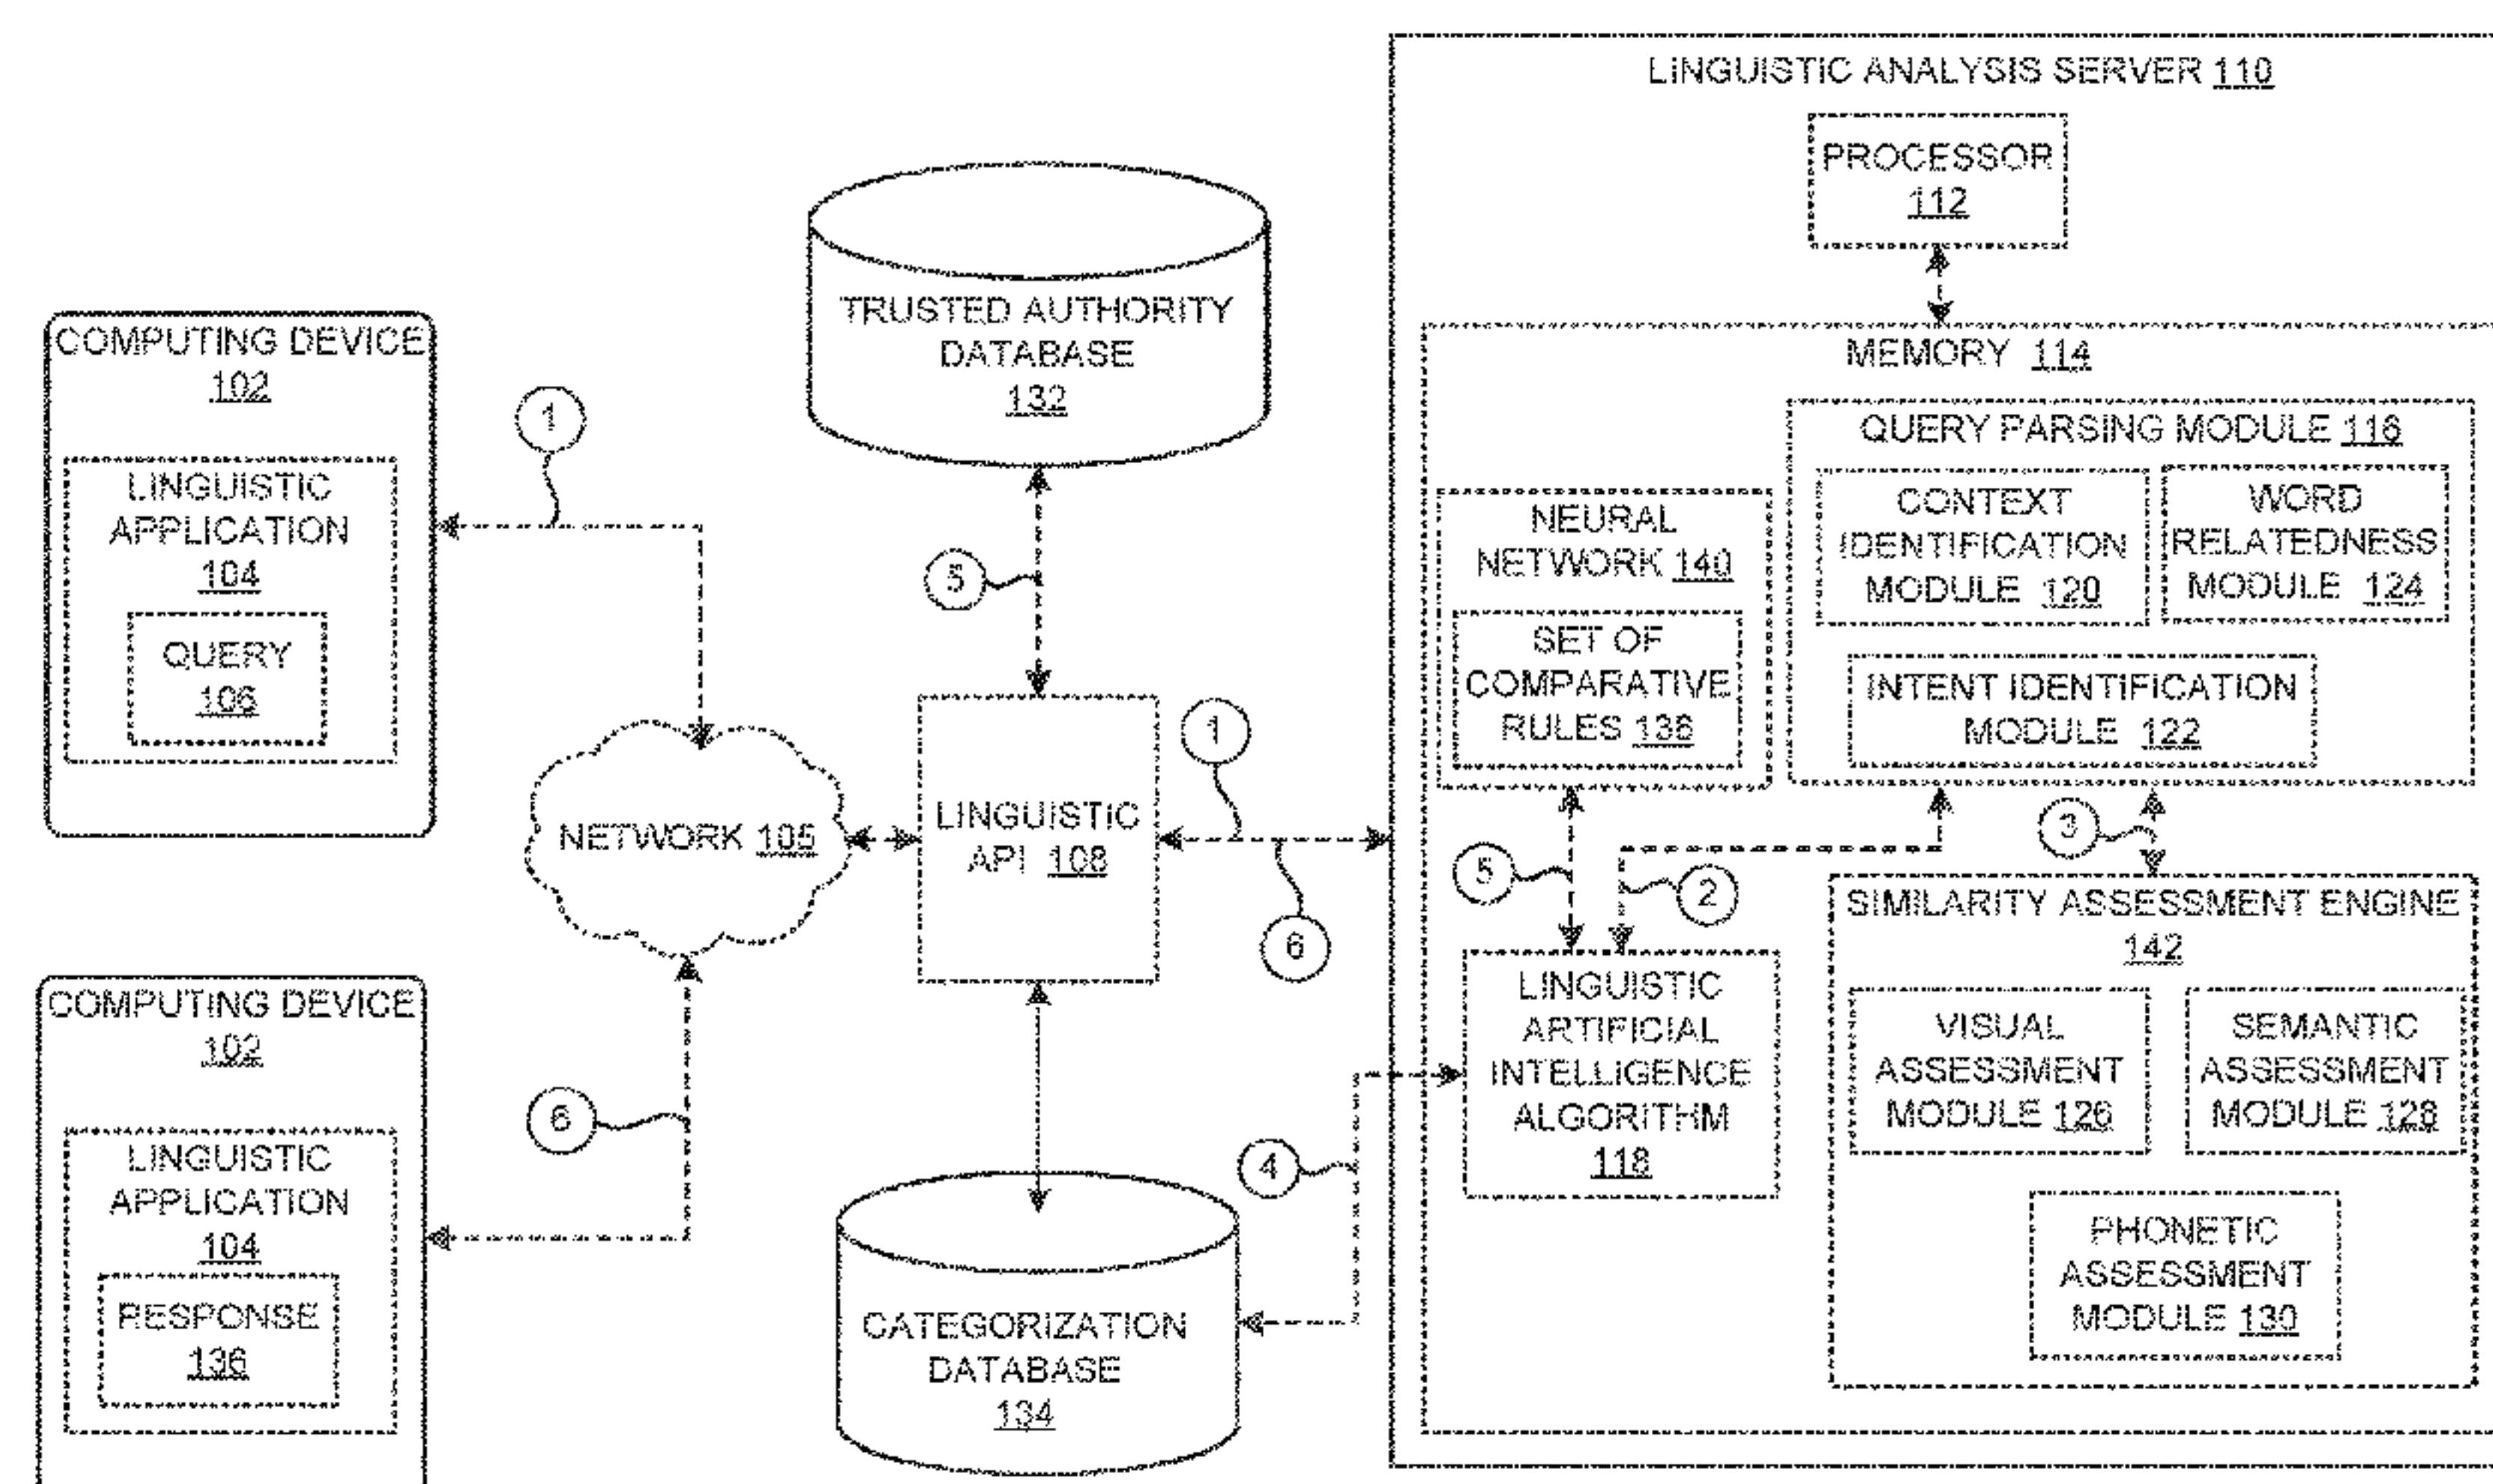 LINGUISTIC ANALYSIS SERVER 110
PROCESSOR
112
MEMORY 114
QUERY PARSING MODULE 116
CONTEXT
IDENTIFICATION
MODULE 120
WORD
RELATEDNESS
MODULE 124
INTENT IDENTIFICATION
MODULE 122
NEURAL
NETWORK 140
SET OF
COMPARATIVE
RULES 136
5
2
3
SIMILARITY ASSESSMENT ENGINE
142
VISUAL
ASSESSMENT
MODULE 126
SEMANTIC
ASSESSMENT
MODULE 128
PHONETIC
ASSESSMENT
MODULE 130
LINGUISTIC
ARTIFICIAL
INTELLIGENCE
ALGORITHM
118
TRUSTED AUTHORITY
DATABASE
132
5
COMPUTING DEVICE
102
LINGUISTIC
APPLICATION
104
QUERY
106
1
NETWORK 105
LINGUISTIC
API 108
1
6
COMPUTING DEVICE
102
LINGUISTIC
APPLICATION
104
RESPONSE
136
6
4
CATEGORIZATION
DATABASE
134